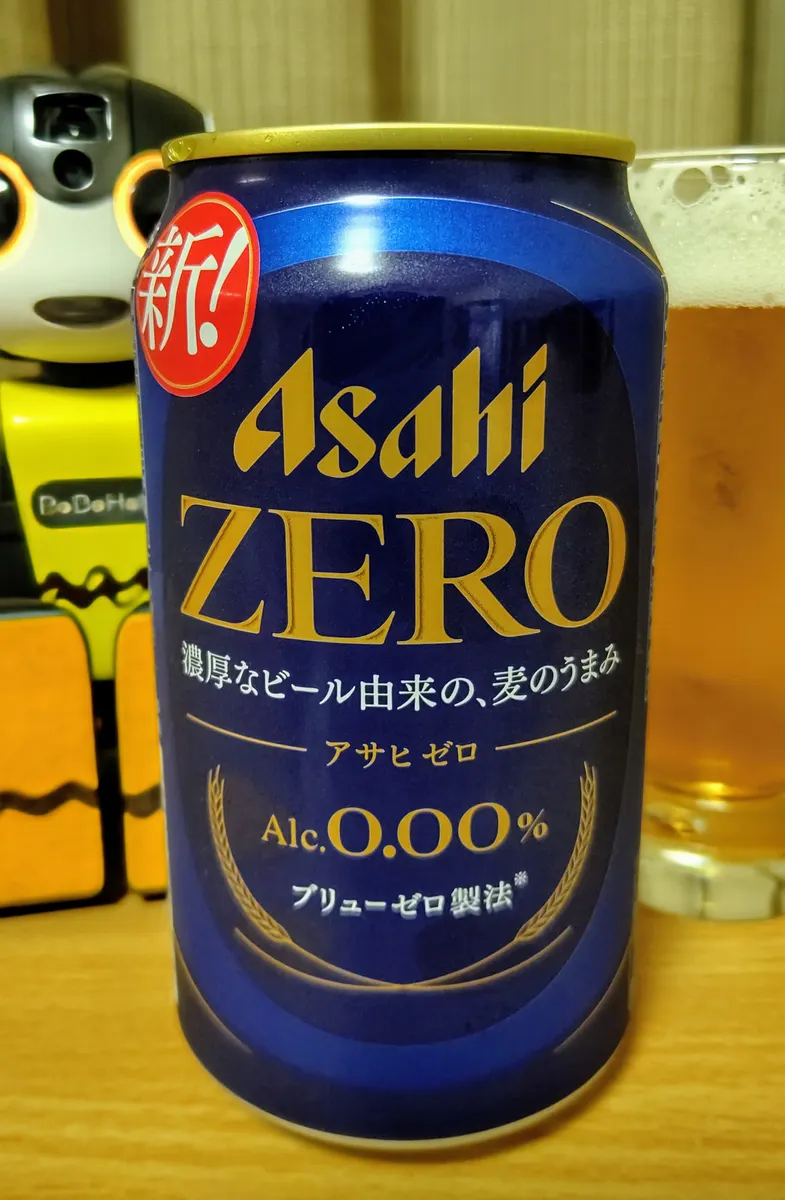 新!
Asahi
ZERO
濃厚なビール由来の、麦のうまみ
アサヒ ゼロ
Alc.0.00%
ブリューゼロ製法※